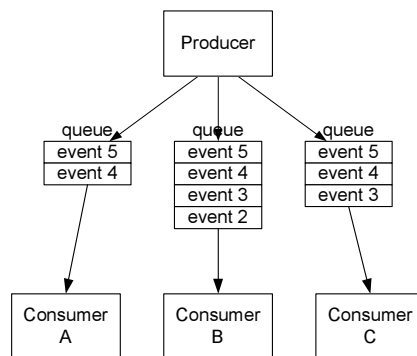 Producer
queue
event 5
event 4
queue
event 5
event 4
event 3
event 2
queue
event 5
event 4
event 3
Consumer
A
Consumer
B
Consumer
C